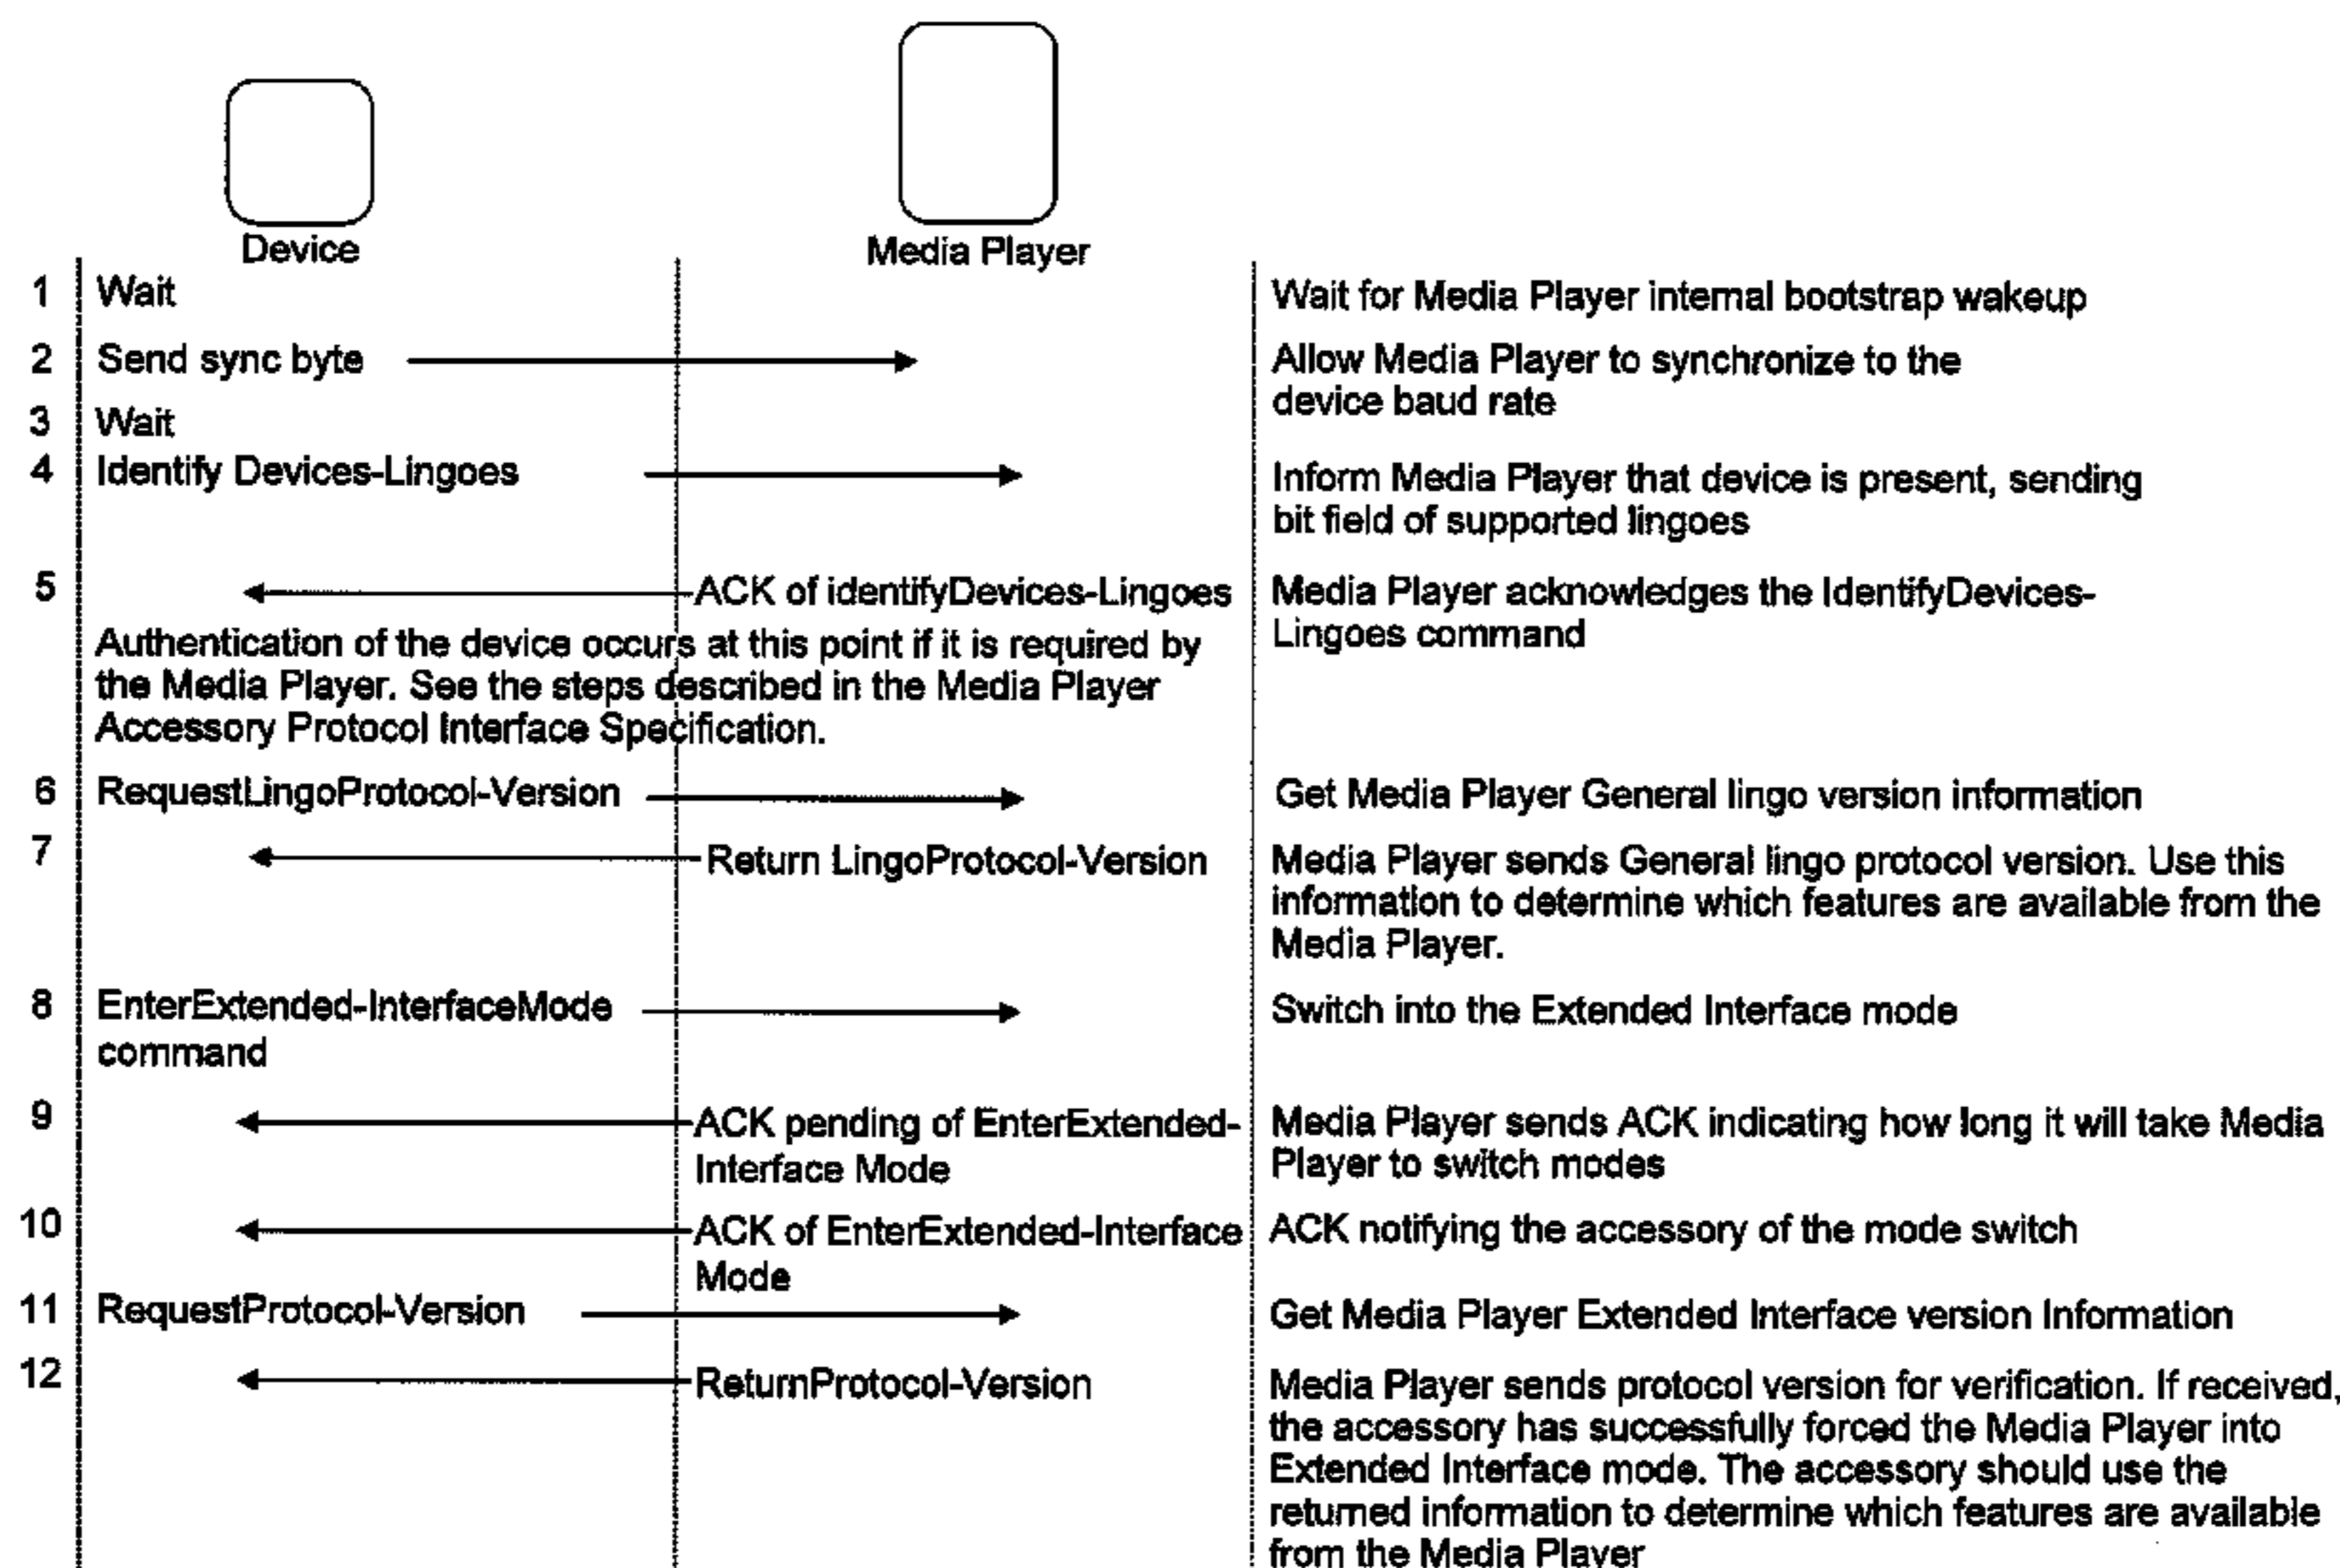 Device
Media Player
1 Wait Wait for Media Player internal bootstrap wakeup
2 Send sync byte Allow Media Player to synchronize to the
device baud rate
3 Wait
4 Identify Devices-Lingoes Inform Media Player that device is present, sending
bit field of supported lingoes
5 ACK of identifyDevices-Lingoes Media Player acknowledges the IdentifyDevices-
Lingoes command
Authentication of the device occurs at this point if it is required by
the Media Player. See the steps described in the Media Player
Accessory Protocol Interface Specification.
6 RequestLingoProtocol-Version Get Media Player General lingo version information
7 Return LingoProtocol-Version Media Player sends General lingo protocol version. Use this
information to determine which features are available from the
Media Player.
8 EnterExtended-InterfaceMode Switch into the Extended Interface mode
command
9 ACK pending of EnterExtended- Media Player sends ACK indicating how long it will take Media
Interface Mode Player to switch modes
10 ACK of EnterExtended-Interface ACK notifying the accessory of the mode switch
Mode
11 RequestProtocol-Version Get Media Player Extended Interface version Information
12 ReturnProtocol-Version Media Player sends protocol version for verification. If received,
the accessory has successfully forced the Media Player into
Extended Interface mode. The accessory should use the
returned information to determine which features are available
from the Media Player